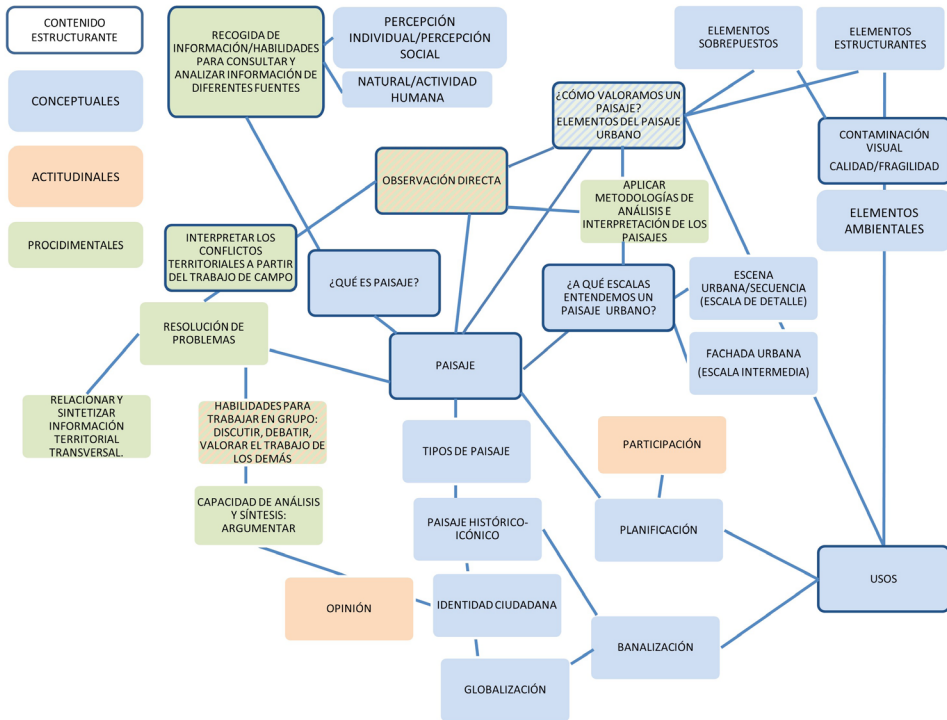 CONTENIDO
ESTRUCTURANTE
CONCEPTUALES
ACTITUDINALES
PROCIDIMENTALES
RECOGIDA DE
INFORMACIÓN/HABILIDADES
PARA CONSULTAR Y
ANALIZAR INFORMACIÓN DE
DIFERENTES FUENTES
PERCEPCIÓN
INDIVIDUAL/PERCEPCIÓN
SOCIAL
NATURAL/ACTIVIDAD
HUMANA
ELEMENTOS
SOBREPUESTOS
ELEMENTOS
ESTRUCTURANTES
¿CÓMO VALORAMOS UN
PAISAJE?
ELEMENTOS DEL PAISAJE
URBANO
CONTAMINACIÓN
VISUAL
CALIDAD/FRAGILIDAD
OBSERVACIÓN DIRECTA
APLICAR
METODOLOGÍAS DE
ANÁLISIS E
INTERPRETACIÓN DE LOS
PAISAJES
ELEMENTOS
AMBIENTALES
INTERPRETAR LOS
CONFLICTOS
TERRITORIALES A PARTIR
DEL TRABAJO DE CAMPO
¿QUÉ ES PAISAJE?
¿A QUÉ ESCALAS
ENTENDEMOS UN
PAISAJE URBANO?
ESCENA
URBANA/SECUENCIA
(ESCALA DE DETALLE)
RESOLUCIÓN DE
PROBLEMAS
PAISAJE
FACHADA URBANA
(ESCALA INTERMEDIA)
RELACIONAR Y
SINTETIZAR
INFORMACIÓN
TERRITORIAL
TRANSVERSAL.
HABILIDADES PARA
TRABAJAR EN GRUPO:
DISCUTIR, DEBATIR,
VALORAR EL TRABAJO DE
LOS DEMÁS
TIPOS DE PAISAJE
PARTICIPACIÓN
CAPACIDAD DE ANÁLISIS
Y SÍNTESIS:
ARGUMENTAR
PAISAJE HISTÓRICO-
ICÓNICO
PLANIFICACIÓN
USOS
OPINIÓN
IDENTIDAD CIUDADANA
BANALIZACIÓN
GLOBALIZACIÓN